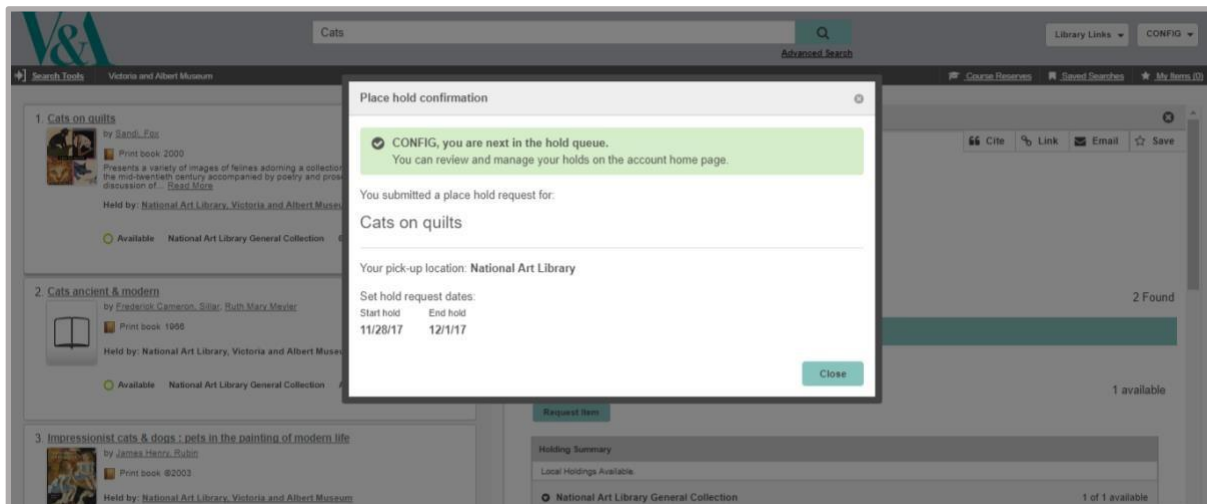 V&A
Cats
Advanced Search
Library Links
CONFIG
Search Tools
Victoria and Albert Museum
Course Reserves
Saved Searches
My Items (0)
1. Cats on quilts
by Sandi, Fox
Print book 2000
Presents a variety of images of felines adorning a collection
the mid-twentieth century accompanied by poetry and
discussion of... Read More
Held by: National Art Library, Victoria and Albert
Available National Art Library General Collection
2. Cats ancient & modern
by Frederick Cameron, Sillar, Ruth Mary Meyler
Print book 1966
Held by: National Art Library, Victoria and Albert
Available National Art Library General Collection
3. Impressionist cats & dogs : pets in the painting of modern life
by James Henry, Rubin
Print book ©2003
Held by: National Art Library, Victoria and Albert Museum
Place hold confirmation
CONFIG, you are next in the hold queue.
You can review and manage your holds on the account home page.
You submitted a place hold request for:
Cats on quilts
Your pick-up location: National Art Library
Set hold request dates:
Start hold End hold
11/28/17 12/1/17
Close
Cite
Link
Email
Save
2 Found
1 available
Request Item
Holding Summary
Local Holdings Available.
National Art Library General Collection
1 of 1 available